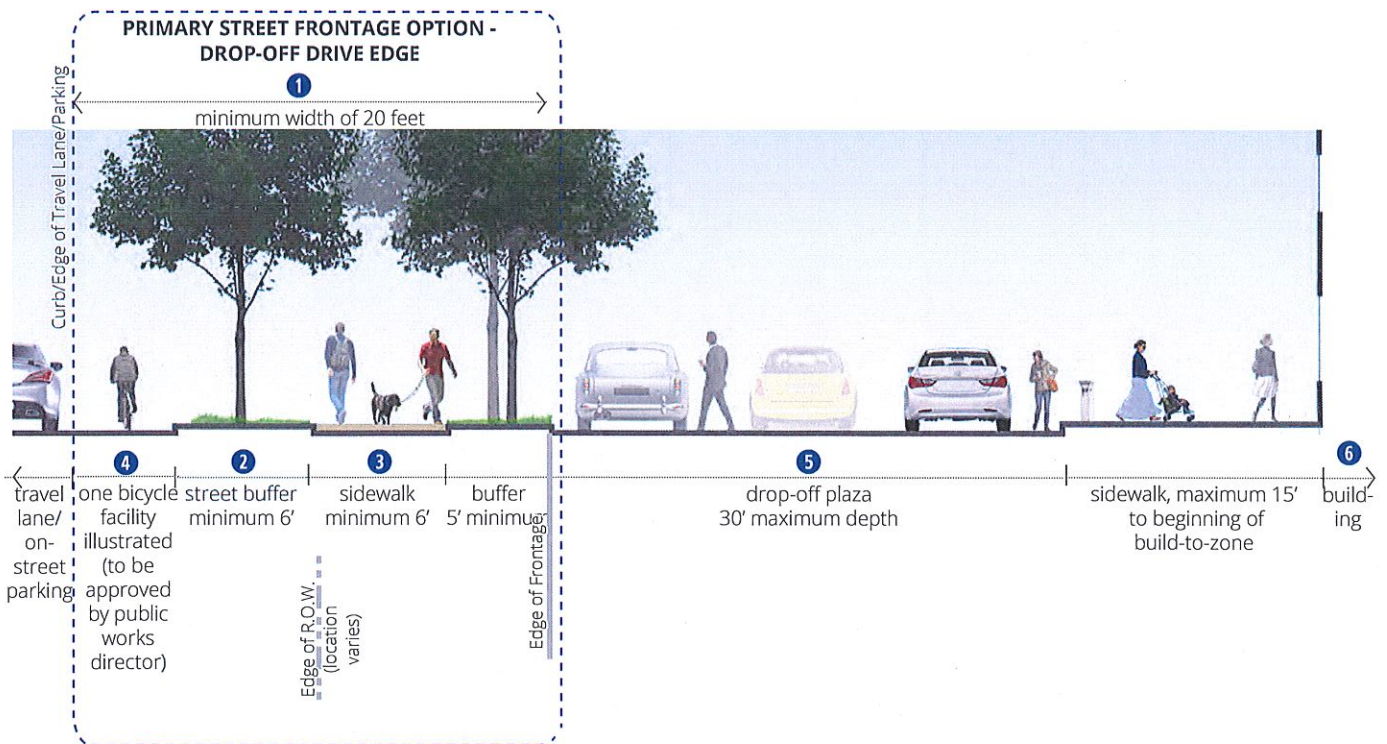 PRIMARY STREET FRONTAGE OPTION -
DROP-OFF DRIVE EDGE
1
minimum width of 20 feet
Curb/Edge of Travel Lane/Parking
4
2
3
5
6
travel
lane/
on-
street
parking
one bicycle
facility
illustrated
(to be
approved
by public
works
director)
street buffer
minimum 6'
sidewalk
minimum 6'
buffer
5' minimum
drop-off plaza
30' maximum depth
sidewalk, maximum 15'
to beginning of
build-to-zone
build-
ing
Edge of R.O.W.
(location
varies)
Edge of Frontage